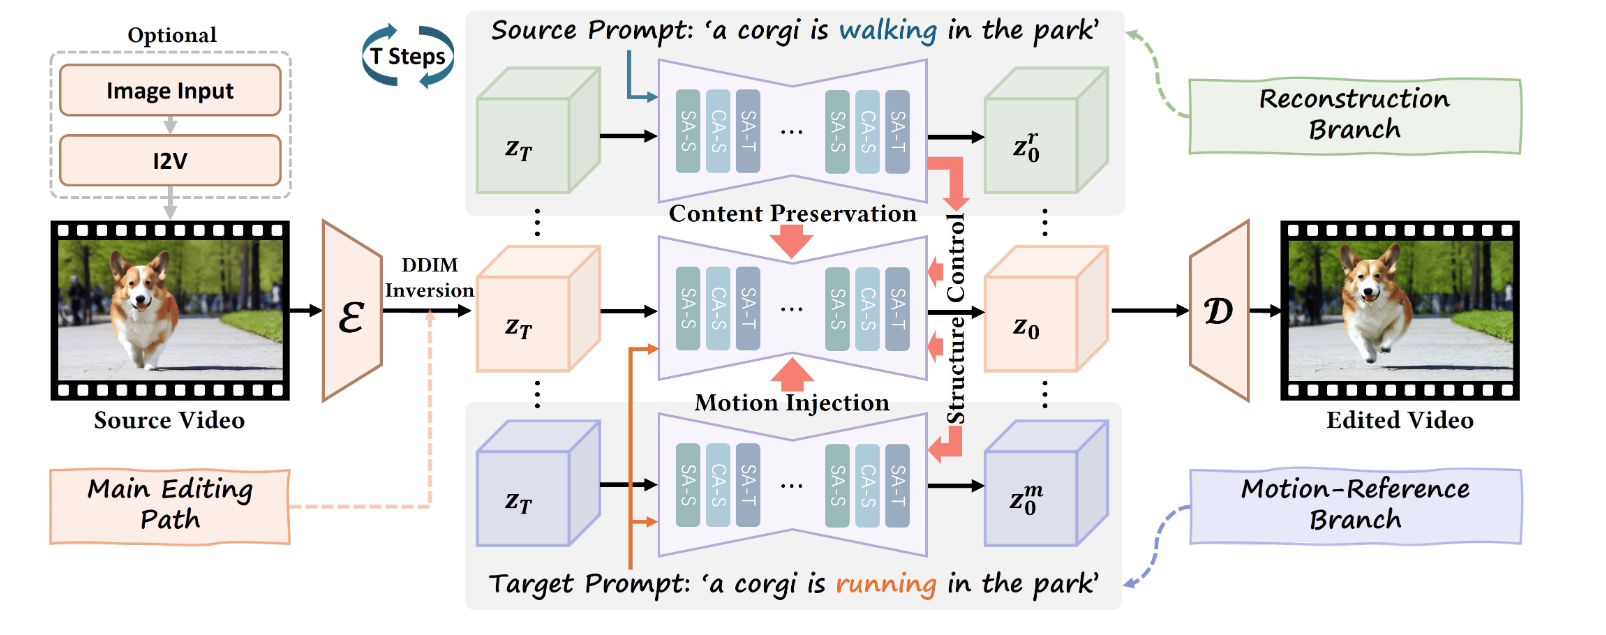 Optional
Image Input
I2V
T Steps
Source Prompt: ‘a corgi is walking in the park’
z_T
SA-S
CA-S
SA-T
...
SA-S
CA-S
SA-T
z_0^r
Reconstruction
Branch
Content Preservation
Structure Control
Source Video
ℰ
DDIM
Inversion
z_T
SA-S
CA-S
SA-T
...
SA-S
CA-S
SA-T
z_0
𝒟
Edited Video
Motion Injection
Main Editing
Path
z_T
SA-S
CA-S
SA-T
...
SA-S
CA-S
SA-T
z_0^m
Motion-Reference
Branch
Target Prompt: ‘a corgi is running in the park’